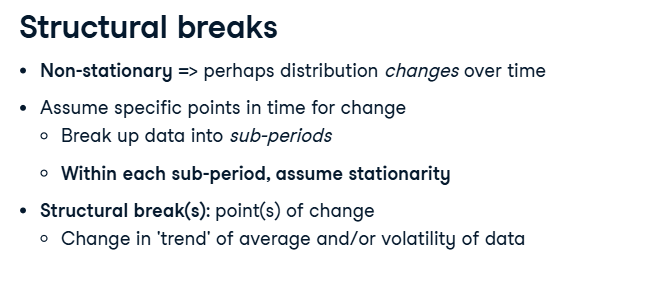 Structural breaks
• Non-stationary => perhaps distribution changes over time
• Assume specific points in time for change
○ Break up data into sub-periods
○ Within each sub-period, assume stationarity
• Structural break(s): point(s) of change
○ Change in 'trend' of average and/or volatility of data